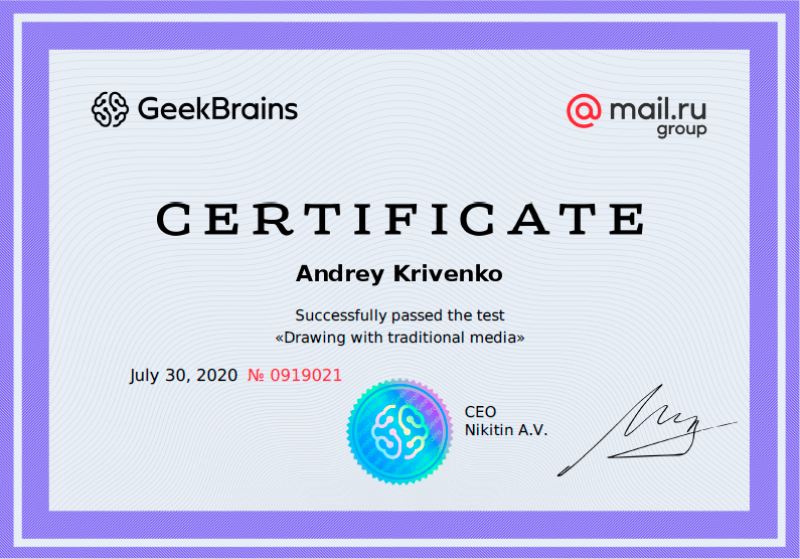 GeekBrains
@mail.ru
group
CERTIFICATE
Andrey Krivenko
Successfully passed the test
«Drawing with traditional media»
July 30, 2020 № 0919021
CEO
Nikitin A.V.